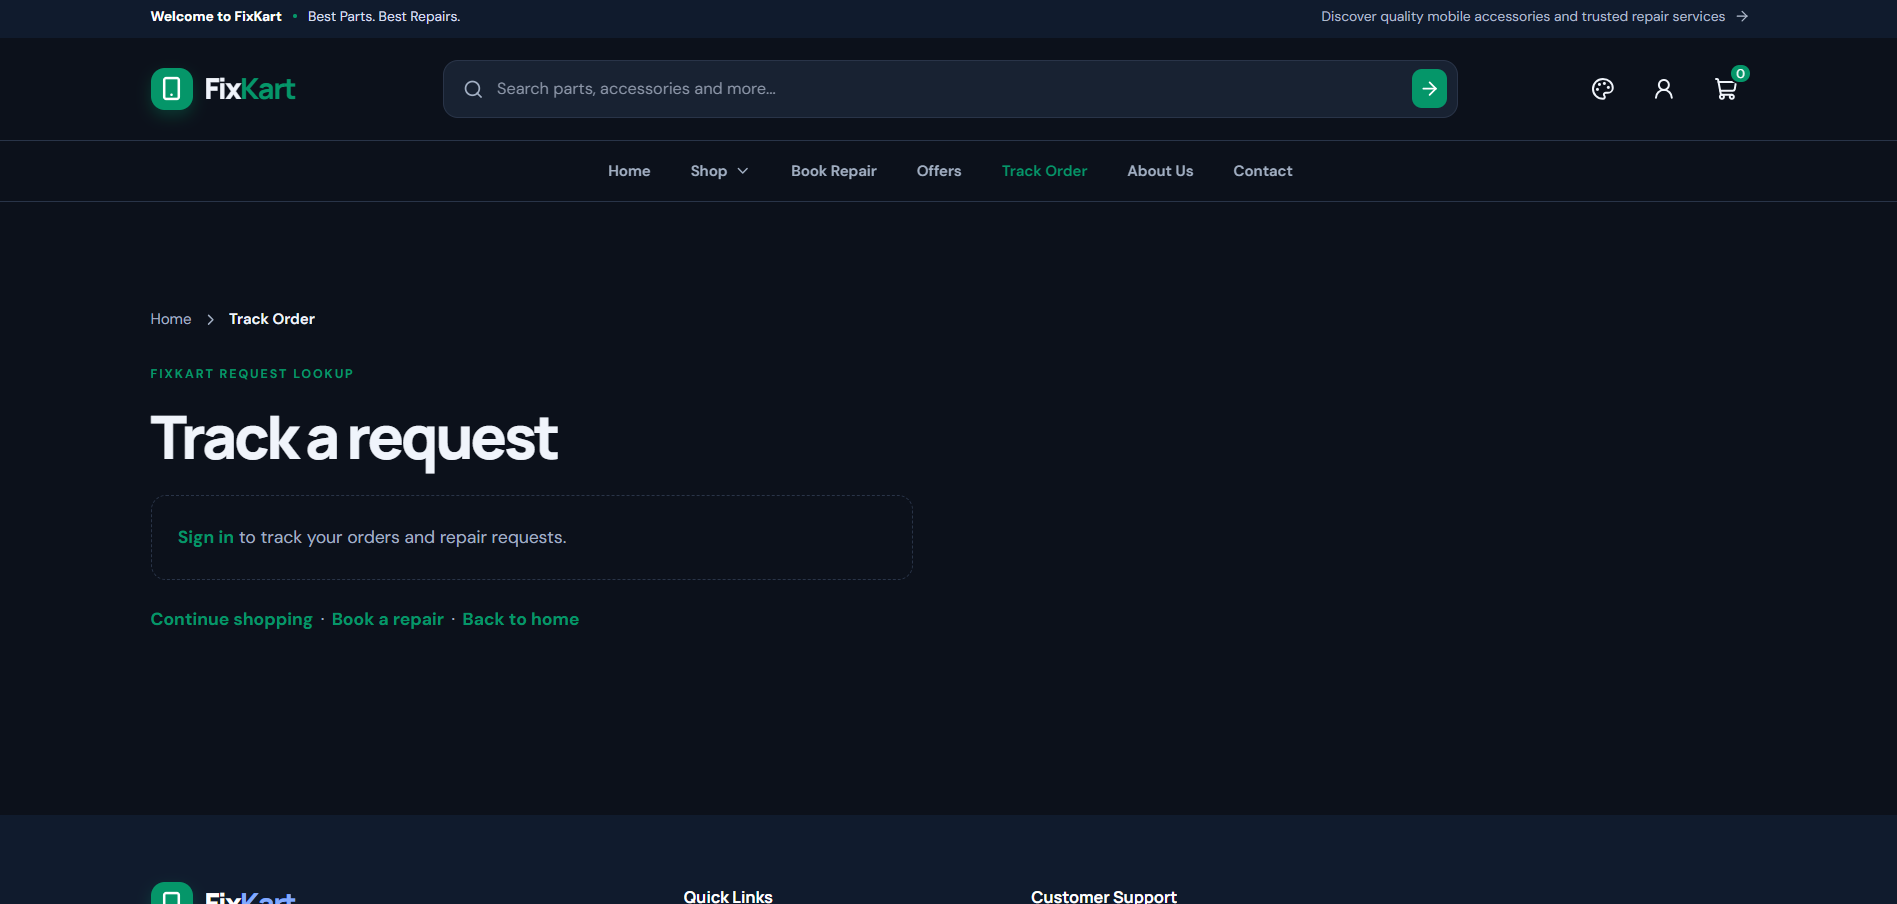 Welcome to FixKart • Best Parts. Best Repairs.
Discover quality mobile accessories and trusted repair services
FixKart
Search parts, accessories and more...
0
Home
Shop
Book Repair
Offers
Track Order
About Us
Contact
Home
Track Order
FIXKART REQUEST LOOKUP
Track a request
Sign in to track your orders and repair requests.
Continue shopping · Book a repair · Back to home
FixKart
Quick Links
Customer Support